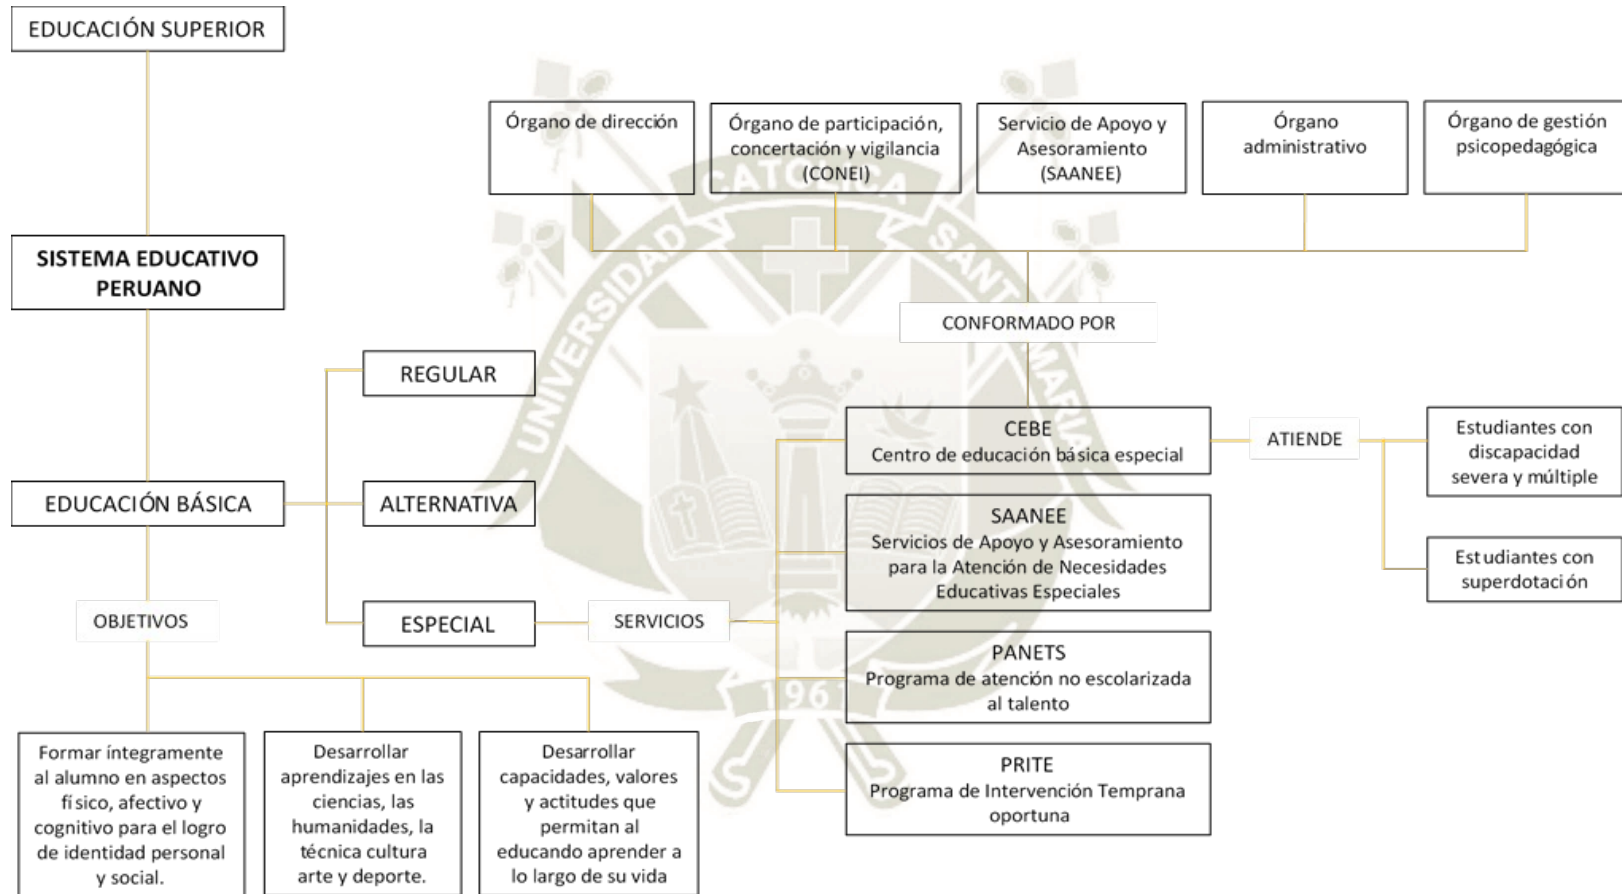 EDUCACIÓN SUPERIOR
Órgano de dirección
Órgano de participación,
concertación y vigilancia
(CONEI)
Servicio de Apoyo y
Asesoramiento
(SAANEE)
Órgano
administrativo
Órgano de gestión
psicopedagógica
SISTEMA EDUCATIVO
PERUANO
CONFORMADO POR
REGULAR
CEBE
Centro de educación básica especial
ATIENDE
Estudiantes con
discapacidad
severa y múltiple
EDUCACIÓN BÁSICA
ALTERNATIVA
SAANEE
Servicios de Apoyo y Asesoramiento
para la Atención de Necesidades
Educativas Especiales
Estudiantes con
superdotación
OBJETIVOS
ESPECIAL
SERVICIOS
PANETS
Programa de atención no escolarizada
al talento
PRITE
Programa de Intervención Temprana
oportuna
Formar íntegramente
al alumno en aspectos
físico, afectivo y
cognitivo para el logro
de identidad personal
y social.
Desarrollar
aprendizajes en las
ciencias, las
humanidades, la
técnica cultura
arte y deporte.
Desarrollar
capacidades, valores
y actitudes que
permitan al
educando aprender a
lo largo de su vida
UNIVERSIDAD
CATOLICA
SANTA
MARIA
1961